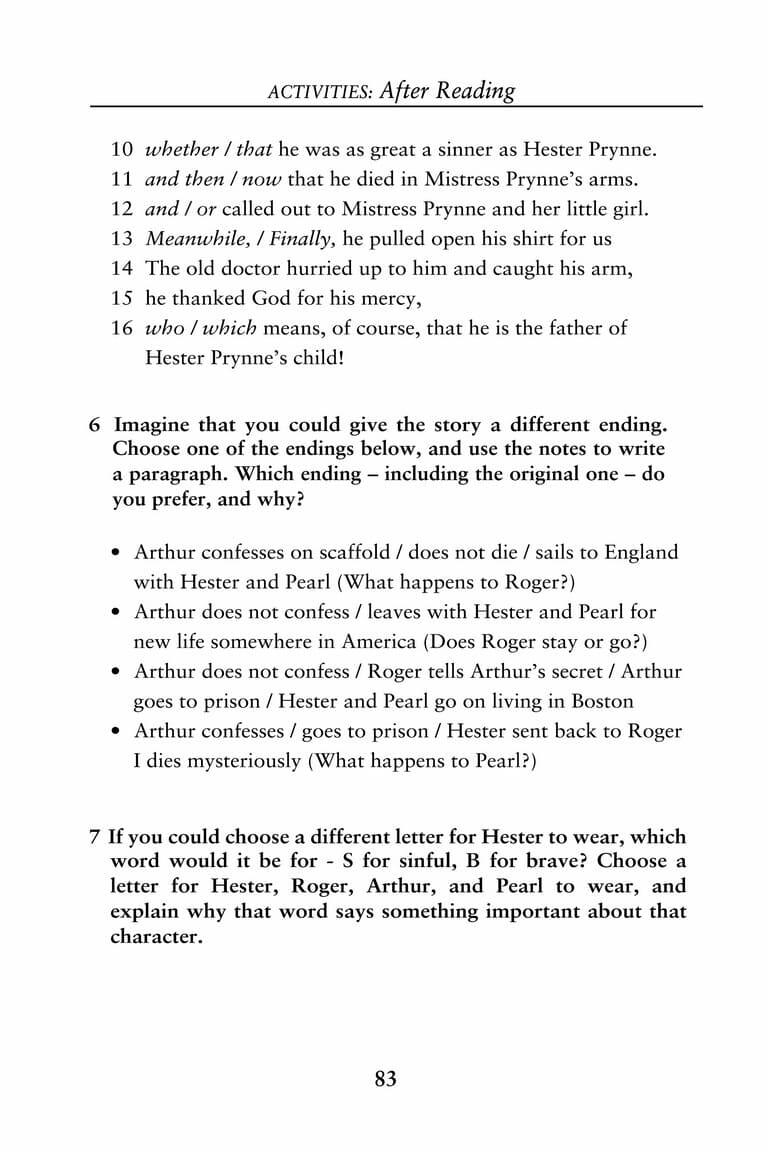 ACTIVITIES: After Reading
10 whether / that he was as great a sinner as Hester Prynne.
11 and then / now that he died in Mistress Prynne’s arms.
12 and / or called out to Mistress Prynne and her little girl.
13 Meanwhile, / Finally, he pulled open his shirt for us
14 The old doctor hurried up to him and caught his arm,
15 he thanked God for his mercy,
16 who / which means, of course, that he is the father of
Hester Prynne’s child!
6 Imagine that you could give the story a different ending.
Choose one of the endings below, and use the notes to write
a paragraph. Which ending – including the original one – do
you prefer, and why?
• Arthur confesses on scaffold / does not die / sails to England
with Hester and Pearl (What happens to Roger?)
• Arthur does not confess / leaves with Hester and Pearl for
new life somewhere in America (Does Roger stay or go?)
• Arthur does not confess / Roger tells Arthur’s secret / Arthur
goes to prison / Hester and Pearl go on living in Boston
• Arthur confesses / goes to prison / Hester sent back to Roger
I dies mysteriously (What happens to Pearl?)
7 If you could choose a different letter for Hester to wear, which
word would it be for - S for sinful, B for brave? Choose a
letter for Hester, Roger, Arthur, and Pearl to wear, and
explain why that word says something important about that
character.
83